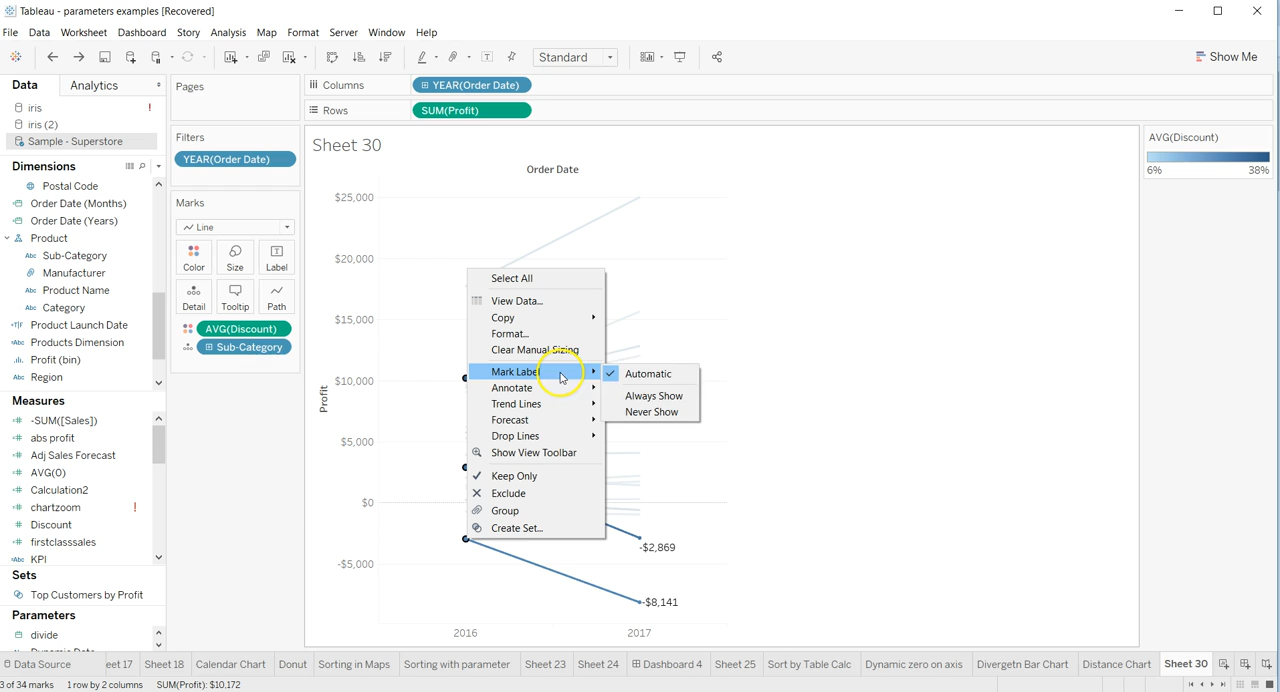 Tableau - parameters examples [Recovered]
File Data Worksheet Dashboard Story Analysis Map Format Server Window Help
Standard
Show Me
Data Analytics
iris !
iris (2)
Sample - Superstore
Dimensions
Postal Code
Order Date (Months)
Order Date (Years)
Product
Abc Sub-Category
Manufacturer
Abc Product Name
Abc Category
T|F Product Launch Date
Abc Products Dimension
Profit (bin)
Abc Region
Measures
# -SUM([Sales])
# abs profit
# Adj Sales Forecast
# AVG(0)
# Calculation2
# chartzoom !
# Discount
# firstclasssales
Abc KPI
Sets
Top Customers by Profit
Parameters
divide
Pages
Filters
YEAR(Order Date)
Marks
Line
Color Size Label
Detail Tooltip Path
AVG(Discount)
Sub-Category
Columns YEAR(Order Date)
Rows SUM(Profit)
Sheet 30
Order Date
Profit
$25,000
$20,000
$15,000
$10,000
$5,000
$0
-$5,000
2016 2017
-$2,869
-$8,141
Select All
View Data...
Copy
Format...
Clear Manual Sizing
Mark Label
Annotate
Trend Lines
Forecast
Drop Lines
Show View Toolbar
Keep Only
Exclude
Group
Create Set...
Automatic
Always Show
Never Show
AVG(Discount)
6% 38%
Data Source eet 17 Sheet 18 Calendar Chart Donut Sorting in Maps Sorting with parameter Sheet 23 Sheet 24 Dashboard 4 Sheet 25 Sort by Table Calc Dynamic zero on axis Divergetn Bar Chart Distance Chart Sheet 30
3 of 34 marks 1 row by 2 columns SUM(Profit): $10,172